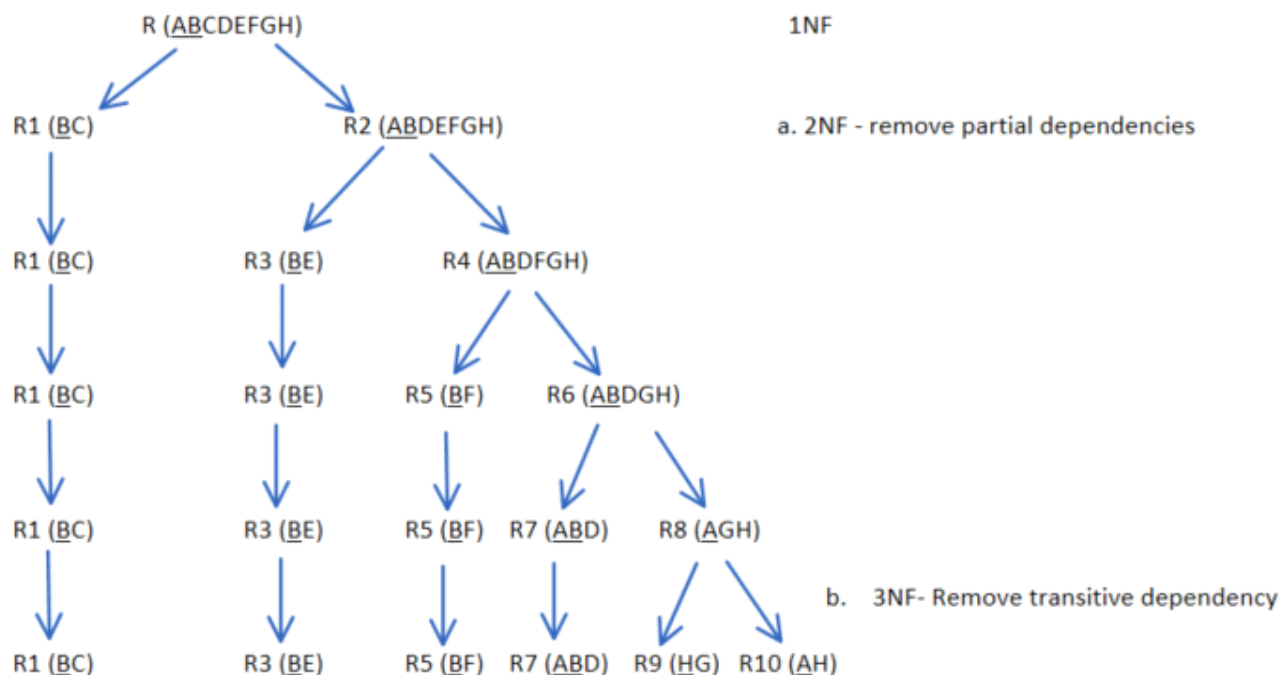 R (ABCDEFGH) 1NF
R1 (BC) R2 (ABDEFGH) a. 2NF - remove partial dependencies
R1 (BC) R3 (BE) R4 (ABDFGH)
R1 (BC) R3 (BE) R5 (BF) R6 (ABDGH)
R1 (BC) R3 (BE) R5 (BF) R7 (ABD) R8 (AGH)
b. 3NF- Remove transitive dependency
R1 (BC) R3 (BE) R5 (BF) R7 (ABD) R9 (HG) R10 (AH)